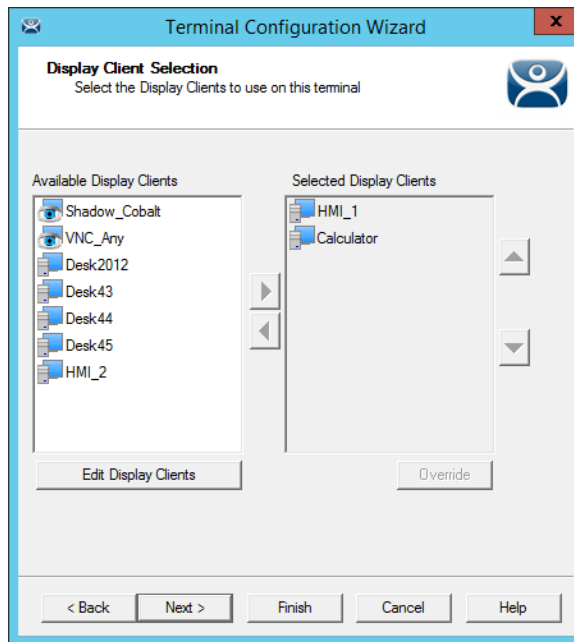 Terminal Configuration Wizard
x
Display Client Selection
Select the Display Clients to use on this terminal
Available Display Clients
Shadow_Cobalt
VNC_Any
Desk2012
Desk43
Desk44
Desk45
HMI_2
Edit Display Clients
Selected Display Clients
HMI_1
Calculator
Override
< Back
Next >
Finish
Cancel
Help